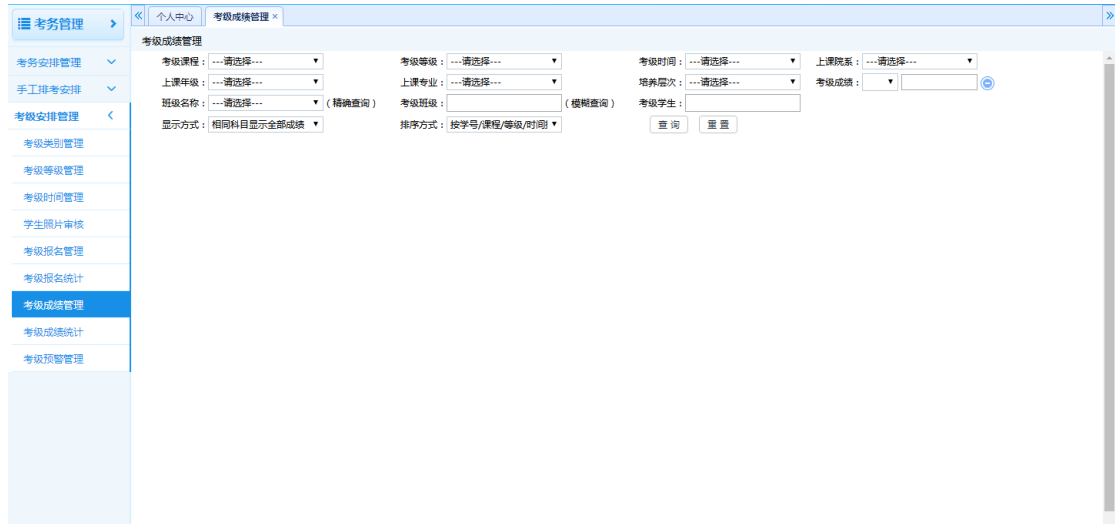 考务管理
考务安排管理
手工排考安排
考级安排管理
考级类别管理
考级等级管理
考级时间管理
学生照片审核
考级报名管理
考级报名统计
考级成绩管理
考级成绩统计
考级预警管理
个人中心 考级成绩管理 ×
考级成绩管理
考级课程：---请选择--- 考级等级：---请选择--- 考级时间：---请选择--- 上课院系：---请选择---
上课年级：---请选择--- 上课专业：---请选择--- 培养层次：---请选择--- 考级成绩：
班级名称：---请选择--- （精确查询） 考级班级： （模糊查询） 考级学生：
显示方式：相同科目显示全部成绩 排序方式：按学号/课程/等级/时间 查 询 重 置